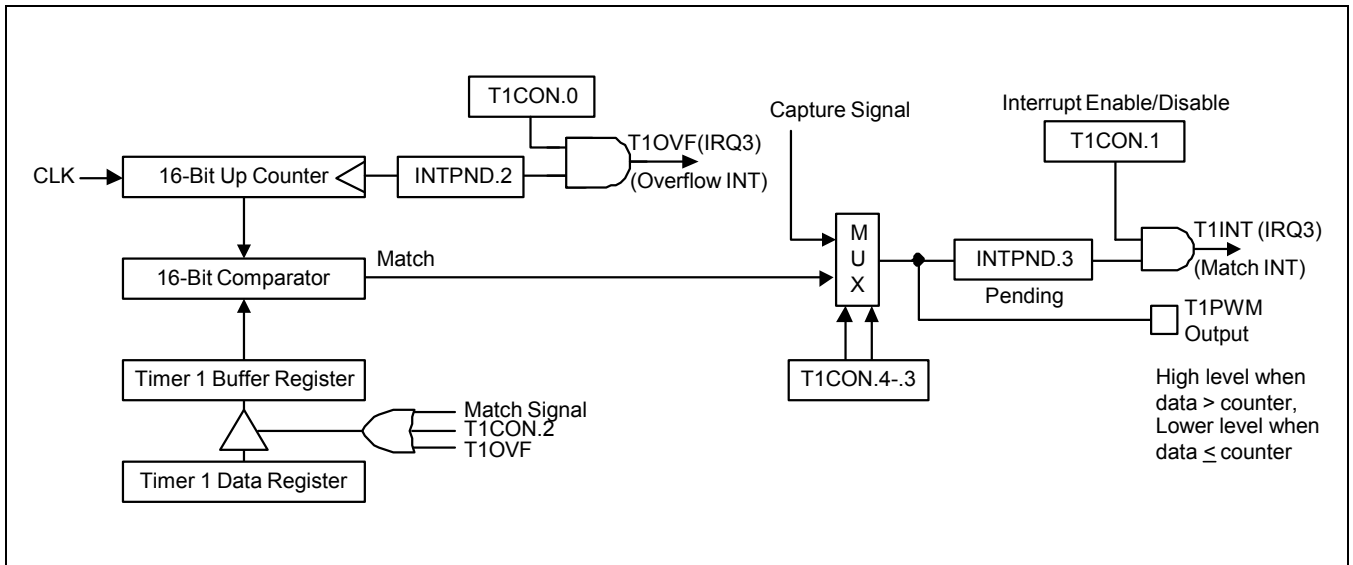 T1CON.0
Capture Signal
Interrupt Enable/Disable
T1CON.1
T1OVF(IRQ3)
(Overflow INT)
CLK
16-Bit Up Counter
INTPND.2
M
U
X
T1INT (IRQ3)
(Match INT)
Match
16-Bit Comparator
INTPND.3
Pending
T1PWM
Output
Timer 1 Buffer Register
T1CON.4-.3
High level when
data > counter,
Lower level when
data ≤ counter
Match Signal
T1CON.2
T1OVF
Timer 1 Data Register